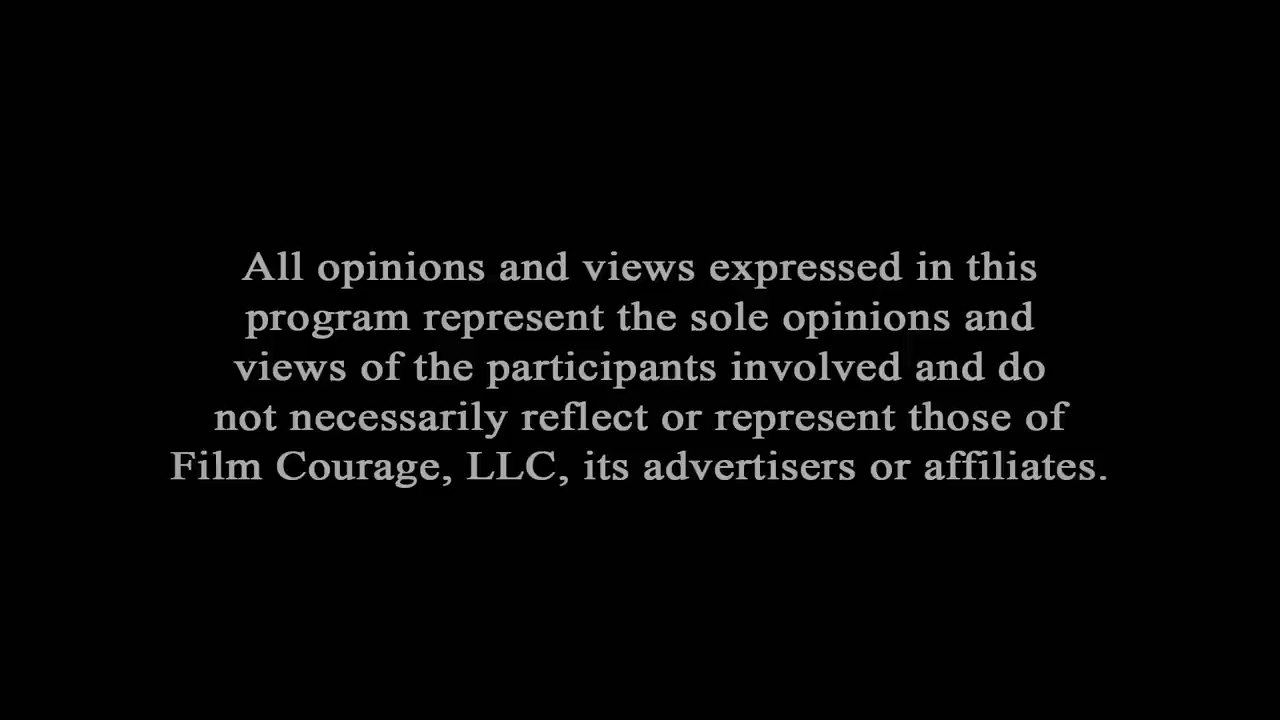 All opinions and views expressed in this
program represent the sole opinions and
views of the participants involved and do
not necessarily reflect or represent those of
Film Courage, LLC, its advertisers or affiliates.